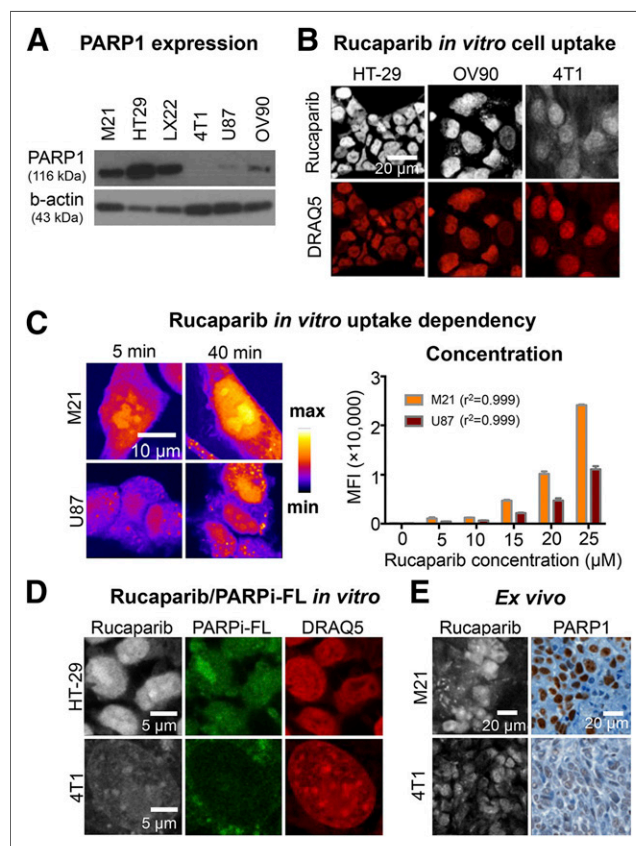 A PARP1 expression
M21 HT29 LX22 4T1 U87 OV90
PARP1
(116 kDa)
b-actin
(43 kDa)
B Rucaparib in vitro cell uptake
HT-29 OV90 4T1
Rucaparib
20 µm
DRAQ5
C Rucaparib in vitro uptake dependency
5 min 40 min
M21
10 µm
U87
max
min
Concentration
M21 (r²=0.999)
U87 (r²=0.999)
MFI (×10,000)
3
2
1
0
0 5 10 15 20 25
Rucaparib concentration (µM)
D Rucaparib/PARPi-FL in vitro
Rucaparib PARPi-FL DRAQ5
HT-29
5 µm
4T1
5 µm
E Ex vivo
Rucaparib PARP1
M21
20 µm 20 µm
4T1